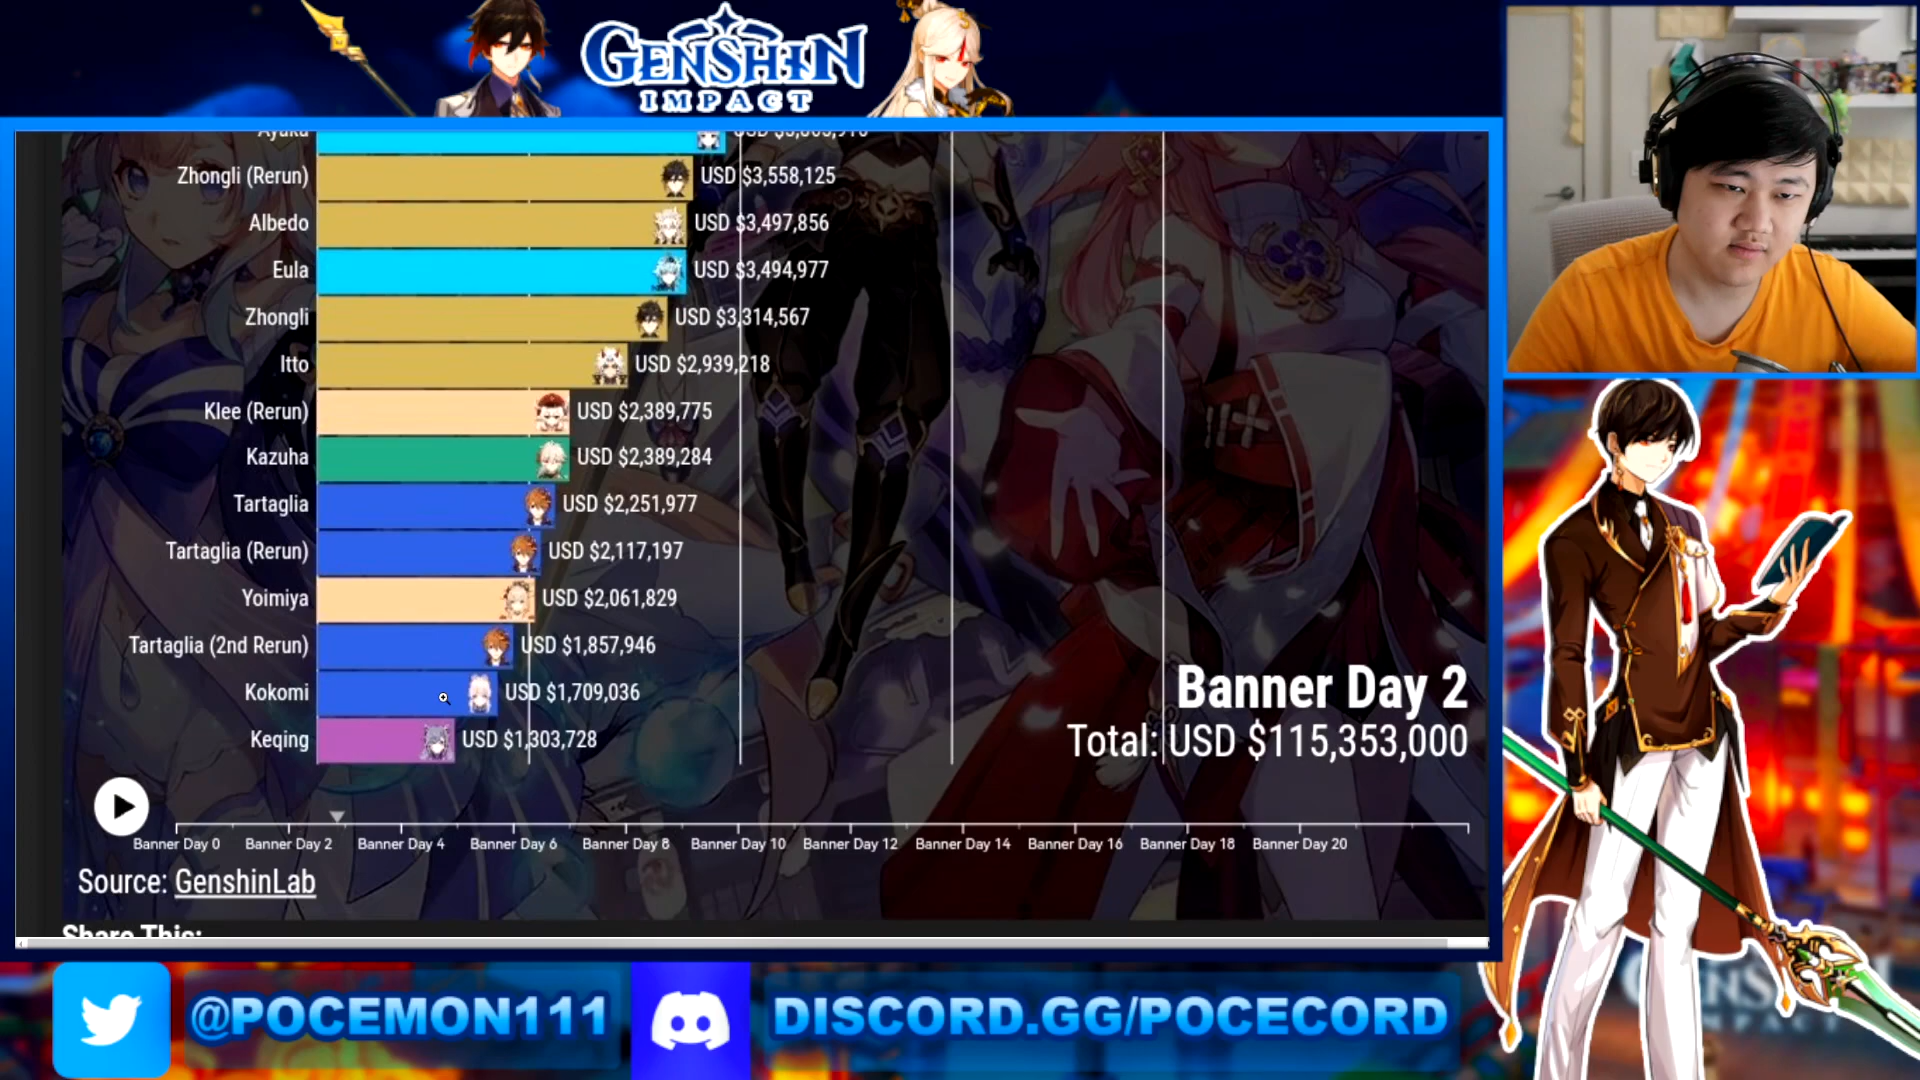 GENSHIN
IMPACT
Ayaka
Zhongli (Rerun) USD $3,558,125
Albedo USD $3,497,856
Eula USD $3,494,977
Zhongli USD $3,314,567
Itto USD $2,939,218
Klee (Rerun) USD $2,389,775
Kazuha USD $2,389,284
Tartaglia USD $2,251,977
Tartaglia (Rerun) USD $2,117,197
Yoimiya USD $2,061,829
Tartaglia (2nd Rerun) USD $1,857,946
Kokomi USD $1,709,036
Keqing USD $1,303,728
Banner Day 2
Total: USD $115,353,000
Banner Day 0 Banner Day 2 Banner Day 4 Banner Day 6 Banner Day 8 Banner Day 10 Banner Day 12 Banner Day 14 Banner Day 16 Banner Day 18 Banner Day 20
Source: GenshinLab
Share This:
@POCEMON111 DISCORD.GG/POCECORD